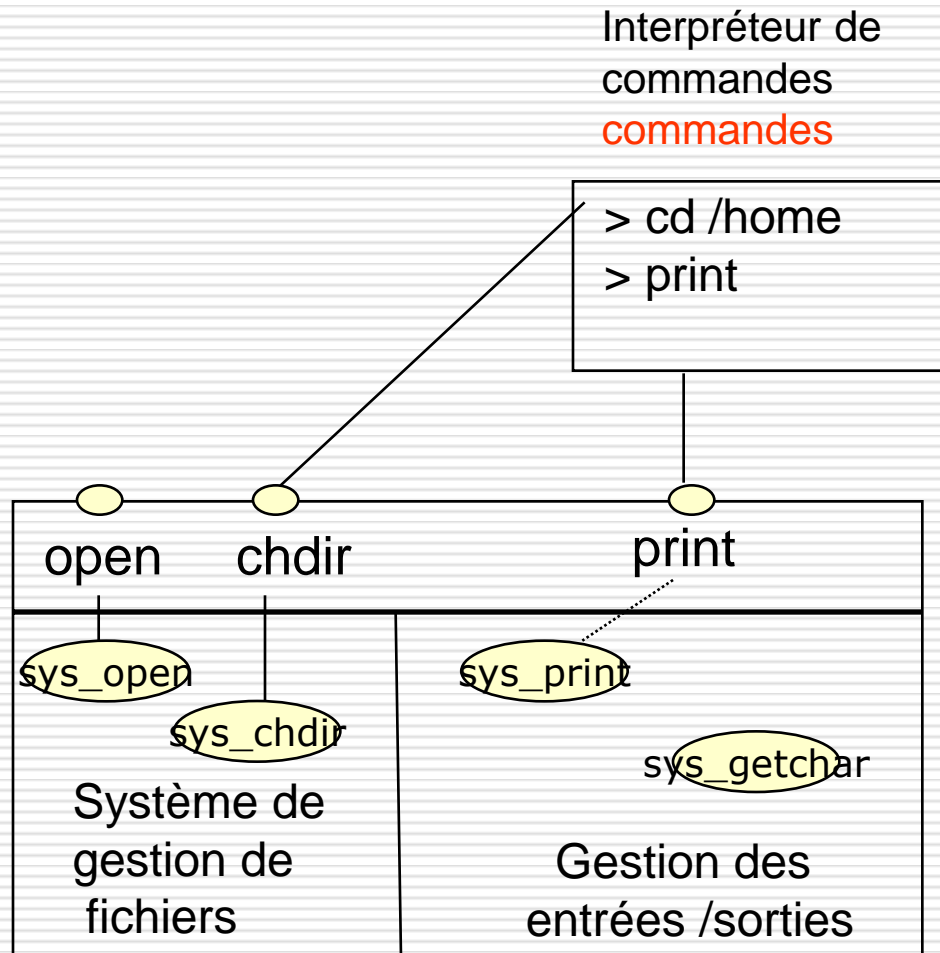 Interpréteur de
commandes
commandes
> cd /home
> print
open chdir print
sys_open sys_print
sys_chdir
sys_getchar
Système de
gestion de
fichiers
Gestion des
entrées /sorties